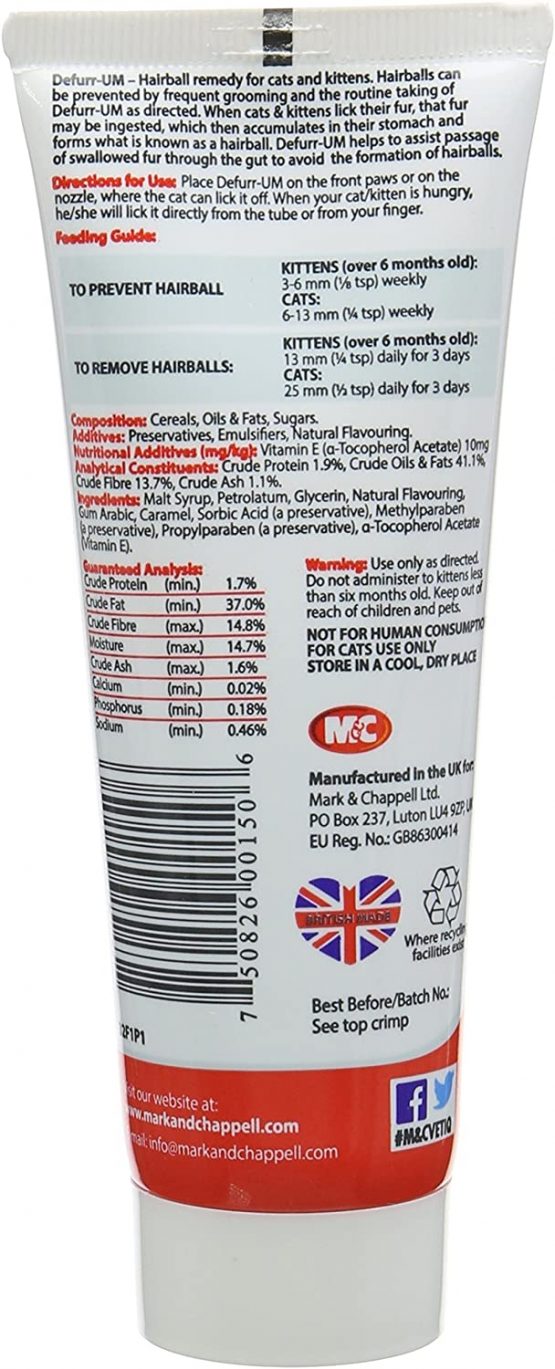 Defurr-UM – Hairball remedy for cats and kittens. Hairballs can
be prevented by frequent grooming and the routine taking of
Defurr-UM as directed. When cats & kittens lick their fur, that fur
may be ingested, which then accumulates in their stomach and
forms what is known as a hairball. Defurr-UM helps to assist passage
of swallowed fur through the gut to avoid the formation of hairballs.
Directions for Use: Place Defurr-UM on the front paws or on the
nozzle, where the cat can lick it off. When your cat/kitten is hungry,
he/she will lick it directly from the tube or from your finger.
Feeding Guide:
TO PREVENT HAIRBALL
KITTENS (over 6 months old):
3-6 mm (⅛ tsp) weekly
CATS:
6-13 mm (¼ tsp) weekly
TO REMOVE HAIRBALLS:
KITTENS (over 6 months old):
13 mm (¼ tsp) daily for 3 days
CATS:
25 mm (½ tsp) daily for 3 days
Composition: Cereals, Oils & Fats, Sugars.
Additives: Preservatives, Emulsifiers, Natural Flavouring.
Nutritional Additives (mg/kg): Vitamin E (α-Tocopherol Acetate) 10mg
Analytical Constituents: Crude Protein 1.9%, Crude Oils & Fats 41.1%,
Crude Fibre 13.7%, Crude Ash 1.1%.
Ingredients: Malt Syrup, Petrolatum, Glycerin, Natural Flavouring,
Gum Arabic, Caramel, Sorbic Acid (a preservative), Methylparaben
(a preservative), Propylparaben (a preservative), α-Tocopherol Acetate
(Vitamin E).
Guaranteed Analysis:
Crude Protein (min.) 1.7%
Crude Fat (min.) 37.0%
Crude Fibre (max.) 14.8%
Moisture (max.) 14.7%
Crude Ash (max.) 1.6%
Calcium (min.) 0.02%
Phosphorus (min.) 0.18%
Sodium (min.) 0.46%
Warning: Use only as directed.
Do not administer to kittens less
than six months old. Keep out of
reach of children and pets.
NOT FOR HUMAN CONSUMPTIO
FOR CATS USE ONLY
STORE IN A COOL, DRY PLACE
M&C
Manufactured in the UK for:
Mark & Chappell Ltd.
PO Box 237, Luton LU4 9ZP, UK
EU Reg. No.: GB86300414
BRITISH MADE
Where recyclin
facilities exist
7 50826 00150 6
Best Before/Batch No.:
See top crimp
2F1P1
sit our website at:
ww.markandchappell.com
mail: info@markandchappell.com
#M&CVETIQ